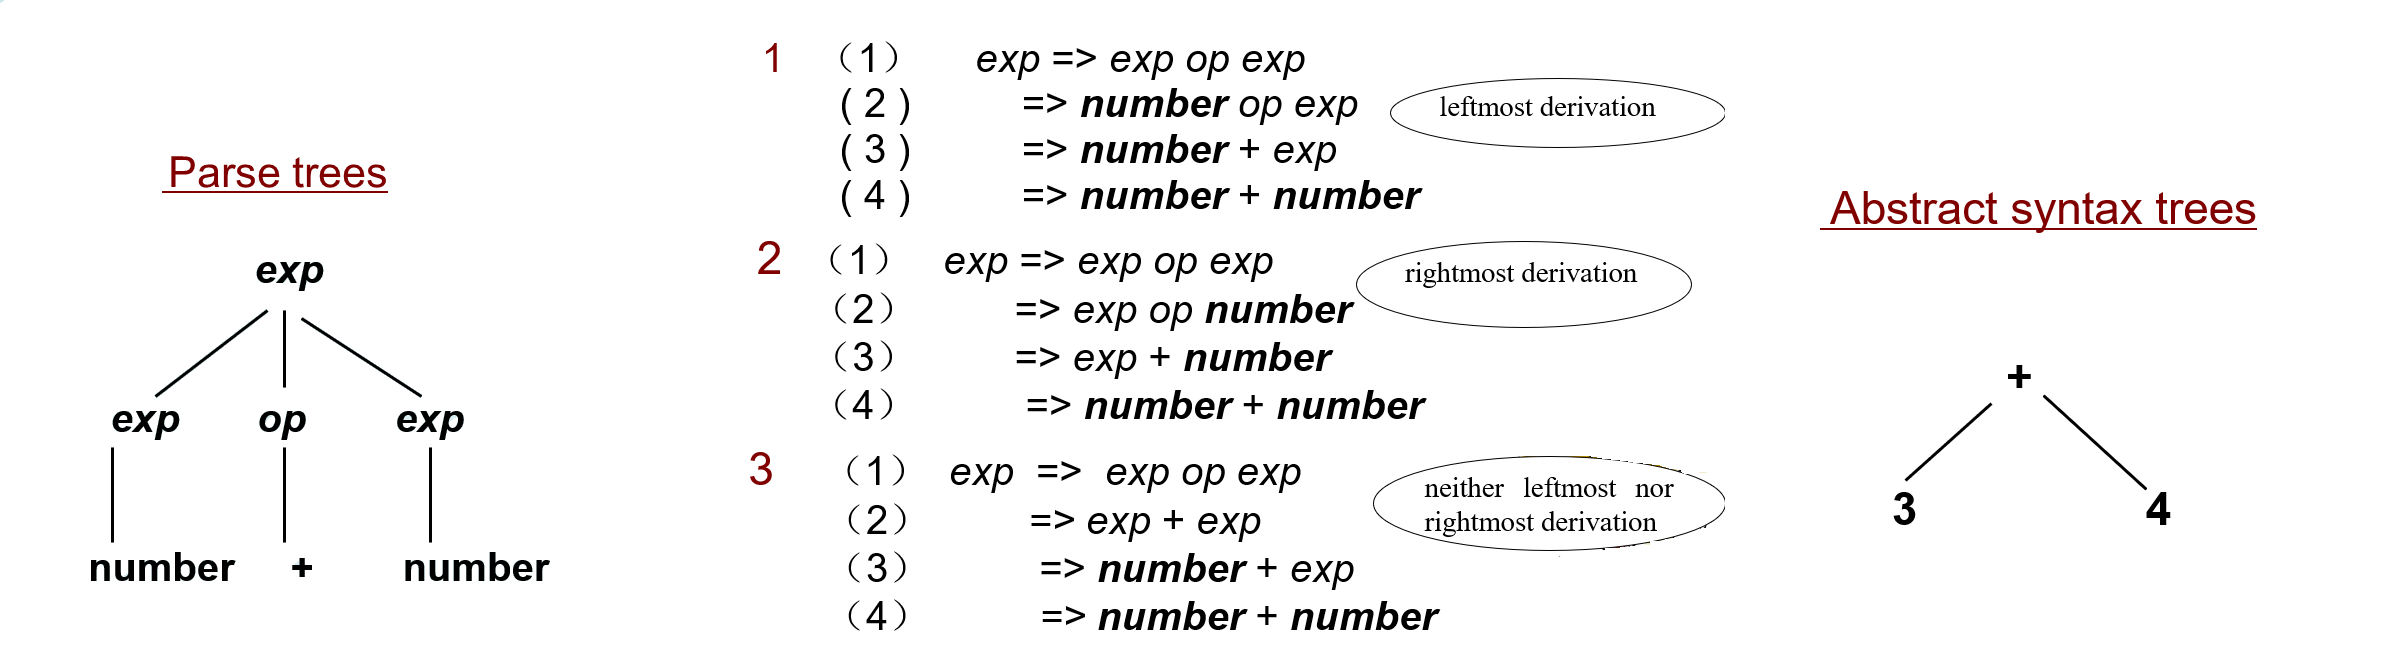 Parse trees
exp
exp op exp
number + number
1 （1） exp => exp op exp
( 2 ) => number op exp
( 3 ) => number + exp
( 4 ) => number + number
leftmost derivation
2 （1） exp => exp op exp
（2） => exp op number
（3） => exp + number
（4） => number + number
rightmost derivation
3 （1） exp => exp op exp
（2） => exp + exp
（3） => number + exp
（4） => number + number
neither leftmost nor
rightmost derivation
Abstract syntax trees
+
3 4